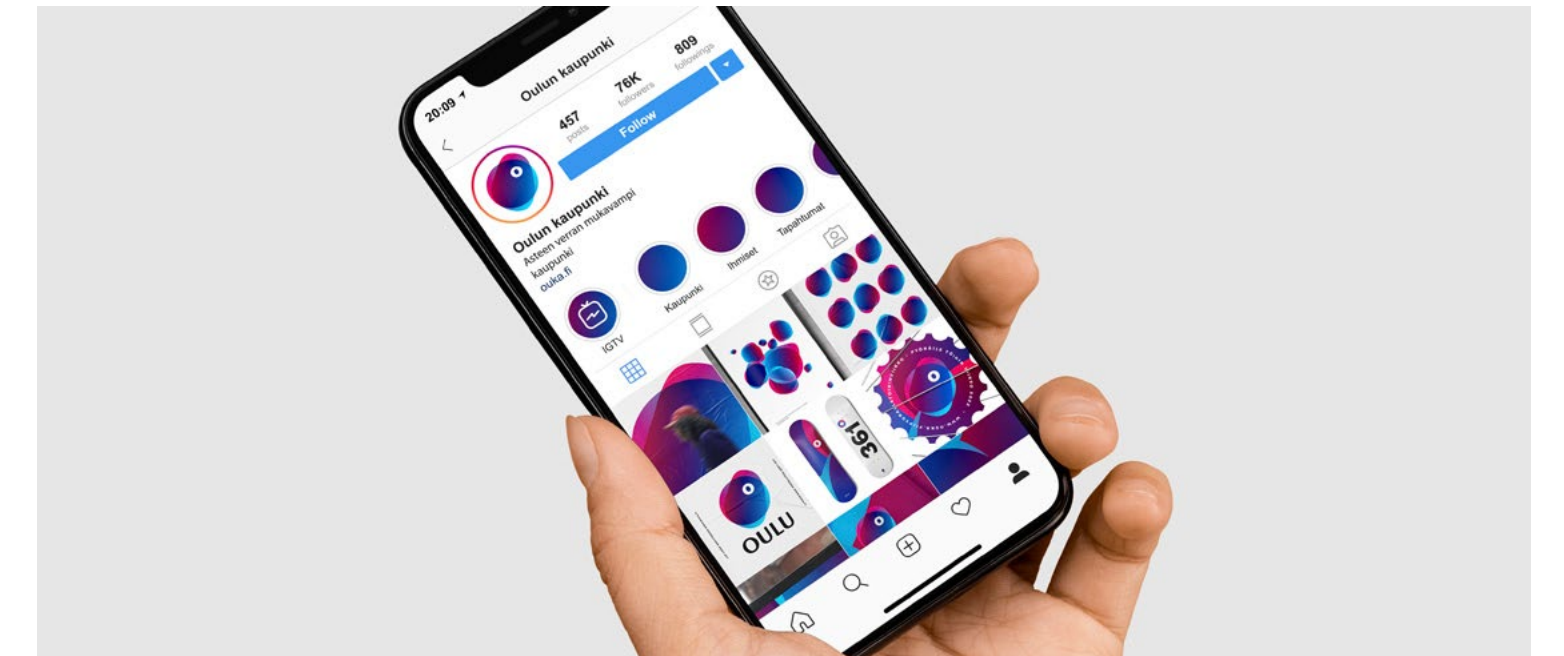 20:09
Oulun kaupunki
457
posts
76K
followers
809
followings
Follow
Oulun kaupunki
Asteen verran mukavampi
kaupunki
ouka.fi
IGTV
Kaupunki
Ihmiset
Tapahtumat
361
OULU